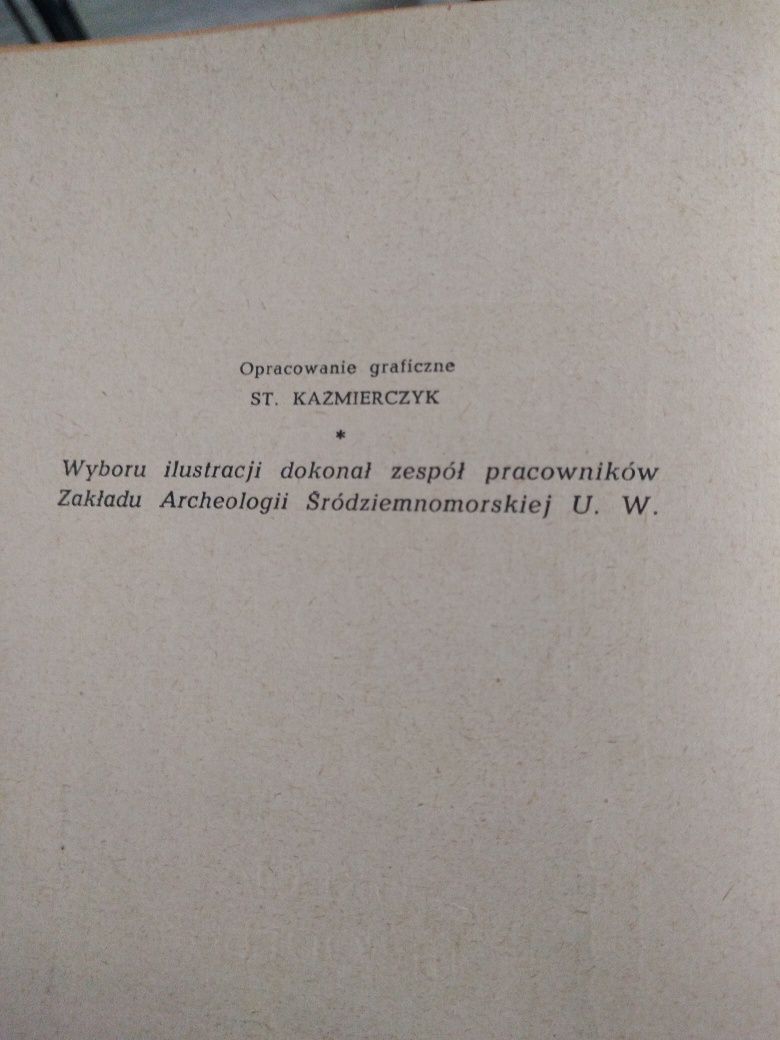 Opracowanie graficzne
ST. KAŹMIERCZYK
*
Wyboru ilustracji dokonał zespół pracowników
Zakładu Archeologii Śródziemnomorskiej U. W.